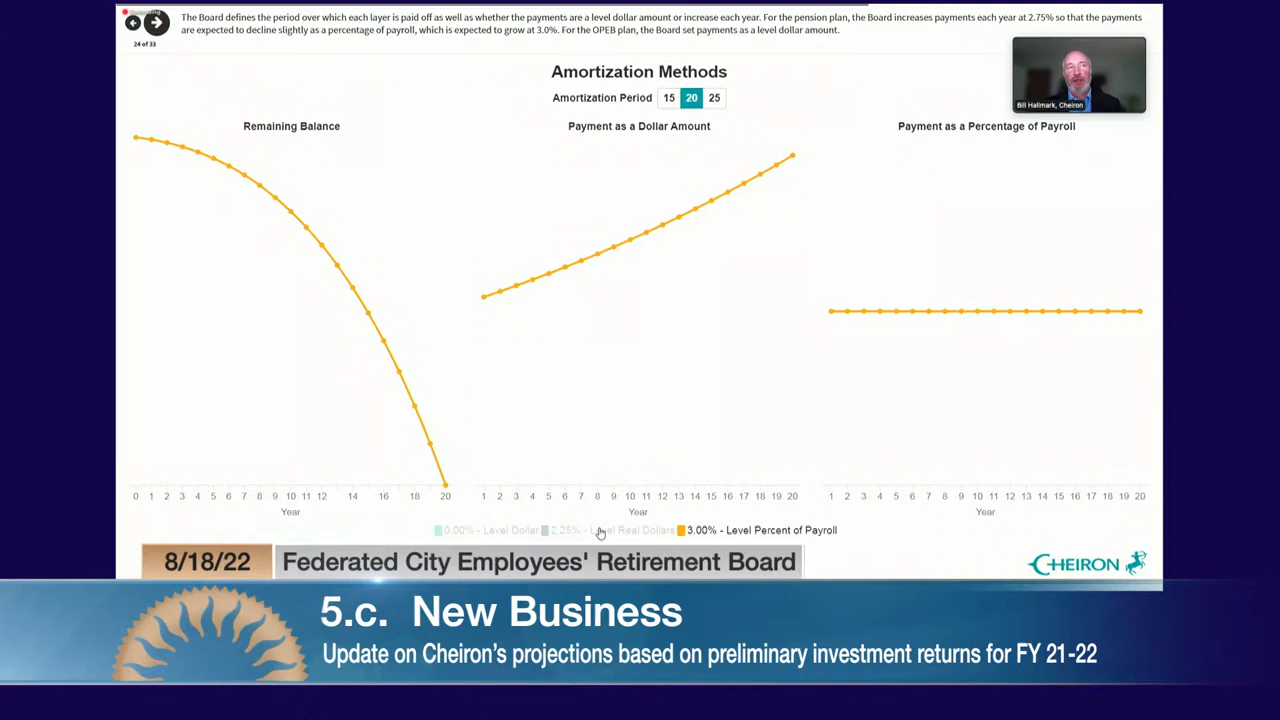 The Board defines the period over which each layer is paid off as well as whether the payments are a level dollar amount or increase each year. For the pension plan, the Board increases payments each year at 2.75% so that the payments
are expected to decline slightly as a percentage of payroll, which is expected to grow at 3.0%. For the OPEB plan, the Board set payments as a level dollar amount.
24 of 33
Amortization Methods
Amortization Period 15 20 25
Bill Hallmark, Cheiron
Remaining Balance
Payment as a Dollar Amount
Payment as a Percentage of Payroll
0 1 2 3 4 5 6 7 8 9 10 11 12 14 16 18 20
1 2 3 4 5 6 7 8 9 10 11 12 13 14 15 16 17 18 19 20
1 2 3 4 5 6 7 8 9 10 11 12 13 14 15 16 17 18 19 20
Year
Year
Year
0.00% - Level Dollar 2.25% - Level Real Dollars 3.00% - Level Percent of Payroll
8/18/22 Federated City Employees' Retirement Board
CHEIRON
5.c. New Business
Update on Cheiron's projections based on preliminary investment returns for FY 21-22